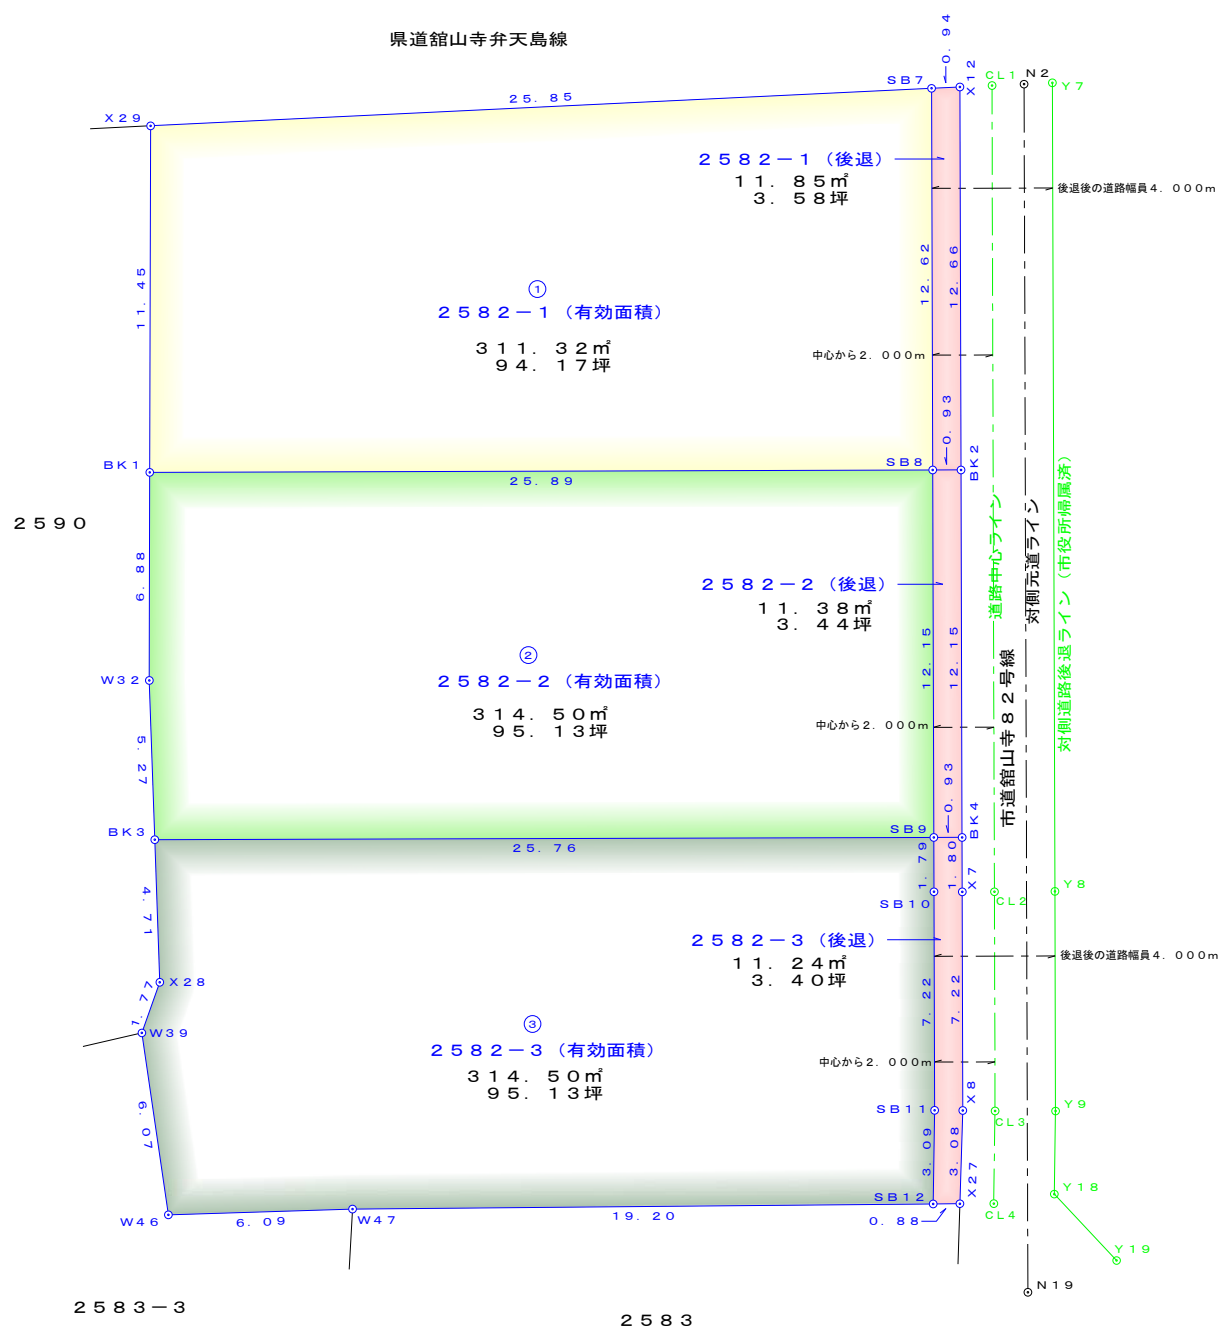 県道舘山寺弁天島線
0. 94
SB7
X12
CL1
N2
Y7
25. 85
X29
2582-1 (後退)
11. 85㎡
3. 58坪
後退後の道路幅員4. 000m
11. 45
12. 62
12. 66
①
2582-1 (有効面積)
311. 32㎡
94. 17坪
中心から2. 000m
0. 93
BK1
SB8
BK2
25. 89
2590
道路中心ライン
対側元道ライン
対側道路後退ライン (市役所帰属済)
6. 88
2582-2 (後退)
11. 38㎡
3. 44坪
12. 15
12. 15
②
2582-2 (有効面積)
314. 50㎡
95. 13坪
W32
市道舘山寺82号線
中心から2. 000m
5. 27
0. 93
BK3
SB9
BK4
25. 76
1. 79
1. 80
X7
SB10
CL2
Y8
4. 71
2582-3 (後退)
11. 24㎡
3. 40坪
後退後の道路幅員4. 000m
X28
1. 77
W39
7. 22
7. 22
③
2582-3 (有効面積)
314. 50㎡
95. 13坪
中心から2. 000m
X8
SB11
CL3
Y9
6. 07
3. 09
3. 08
X27
SB12
CL4
Y18
W46
6. 09
W47
19. 20
0. 88
Y19
N19
2583-3
2583